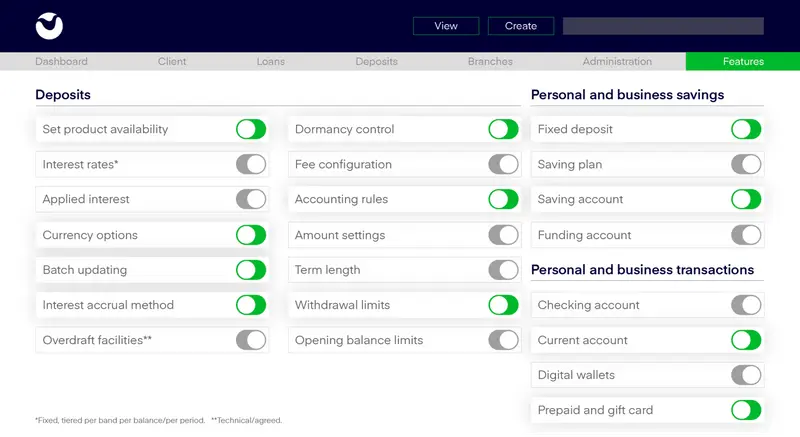 View
Create
Dashboard
Client
Loans
Deposits
Branches
Administration
Features
Deposits
Set product availability
Interest rates*
Applied interest
Currency options
Batch updating
Interest accrual method
Overdraft facilities**
Dormancy control
Fee configuration
Accounting rules
Amount settings
Term length
Withdrawal limits
Opening balance limits
Personal and business savings
Fixed deposit
Saving plan
Saving account
Funding account
Personal and business transactions
Checking account
Current account
Digital wallets
Prepaid and gift card
*Fixed, tiered per band per balance/per period. **Technical/agreed.